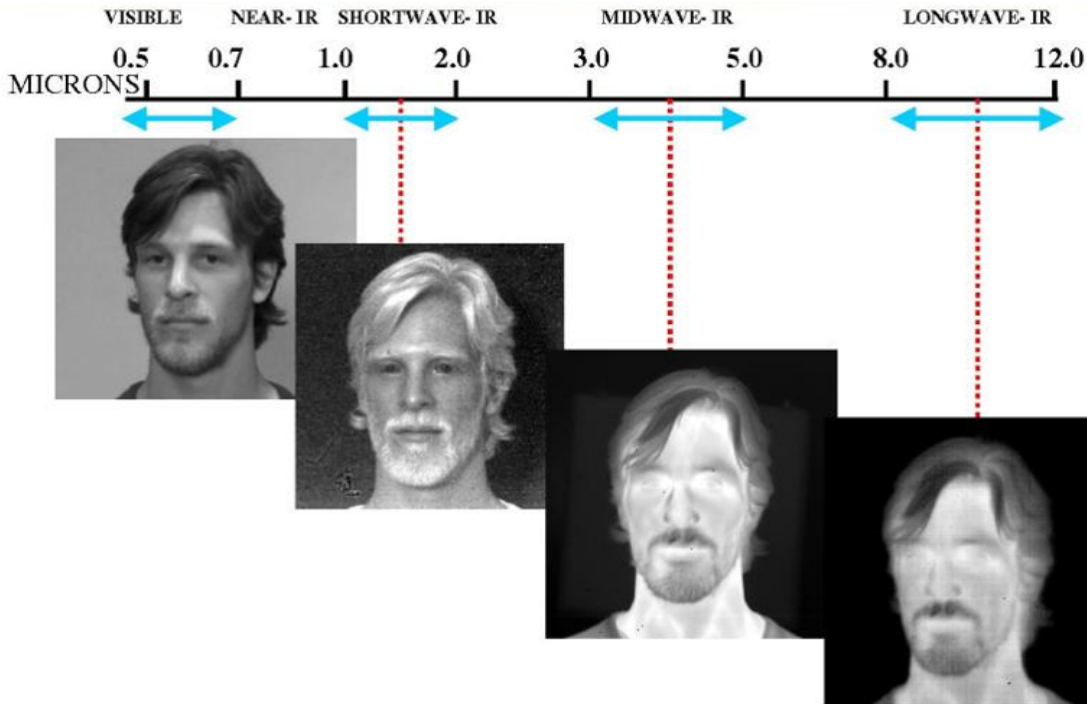 VISIBLE NEAR- IR SHORTWAVE- IR MIDWAVE- IR LONGWAVE- IR
0.5 0.7 1.0 2.0 3.0 5.0 8.0 12.0
MICRONS